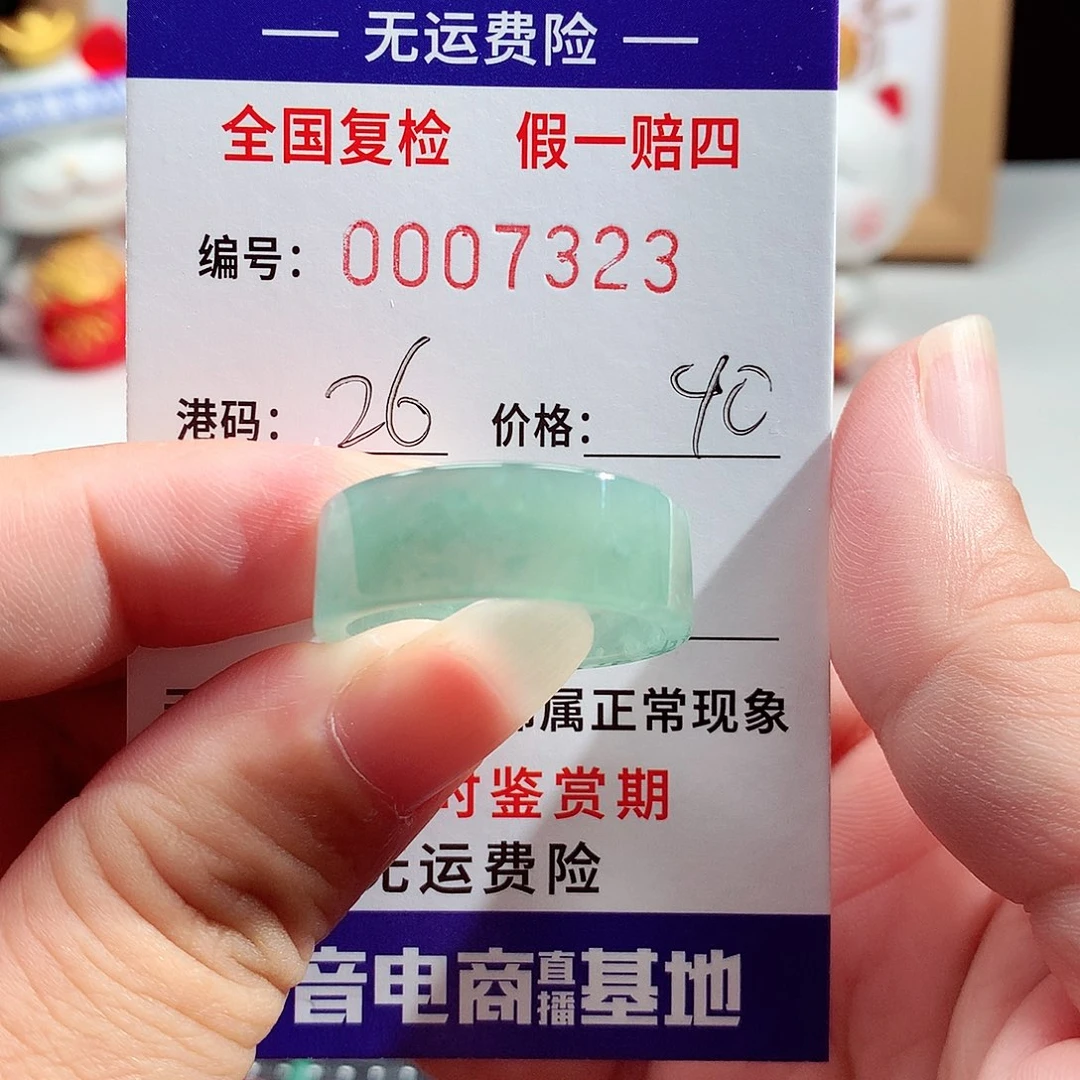 — 无运费险 —
全国复检 假一赔四
编号: 0007323
港码: 26 价格: 40
属正常现象
时鉴赏期
无运费险
音电商直播基地